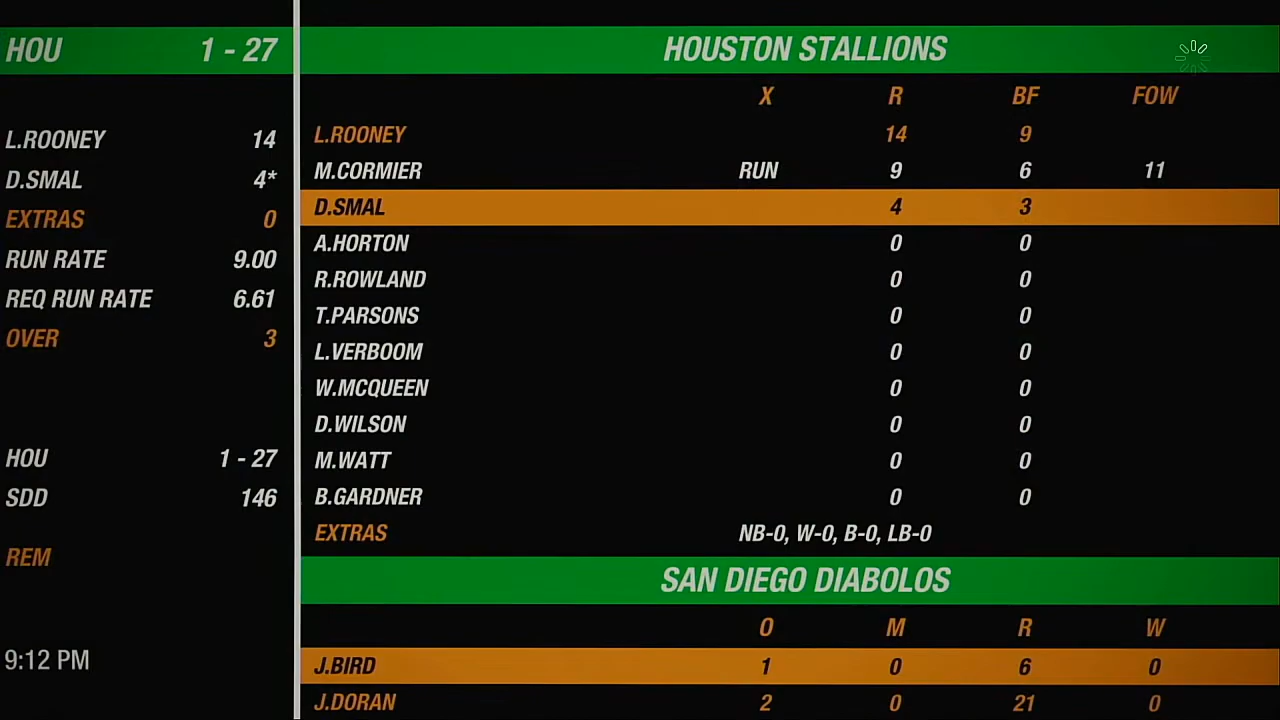 HOU 1 - 27
L.ROONEY 14
D.SMAL 4*
EXTRAS 0
RUN RATE 9.00
REQ RUN RATE 6.61
OVER 3
HOU 1 - 27
SDD 146
REM
9:12 PM
HOUSTON STALLIONS
X R BF FOW
L.ROONEY 14 9
M.CORMIER RUN 9 6 11
D.SMAL 4 3
A.HORTON 0 0
R.ROWLAND 0 0
T.PARSONS 0 0
L.VERBOOM 0 0
W.MCQUEEN 0 0
D.WILSON 0 0
M.WATT 0 0
B.GARDNER 0 0
EXTRAS NB-0, W-0, B-0, LB-0
SAN DIEGO DIABOLOS
O M R W
J.BIRD 1 0 6 0
J.DORAN 2 0 21 0